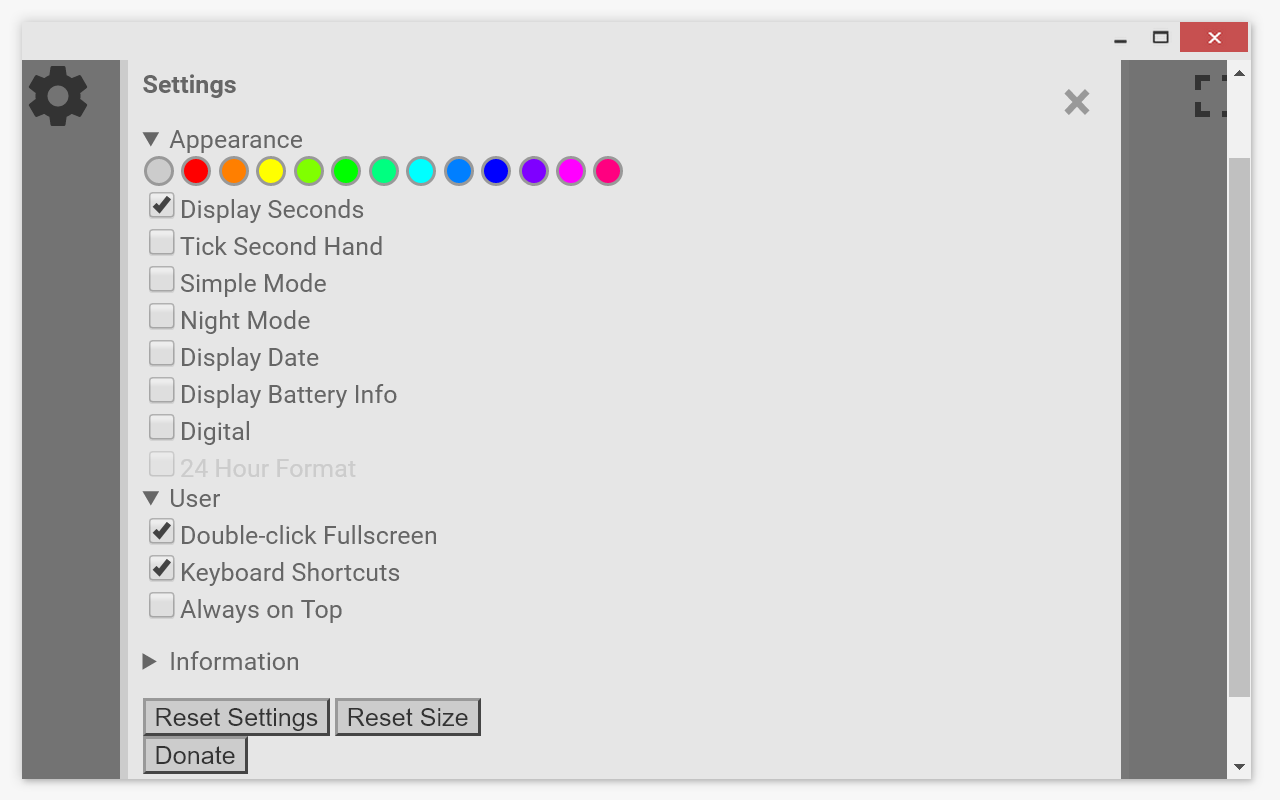 Settings
Appearance
Display Seconds
Tick Second Hand
Simple Mode
Night Mode
Display Date
Display Battery Info
Digital
24 Hour Format
User
Double-click Fullscreen
Keyboard Shortcuts
Always on Top
Information
Reset Settings Reset Size
Donate